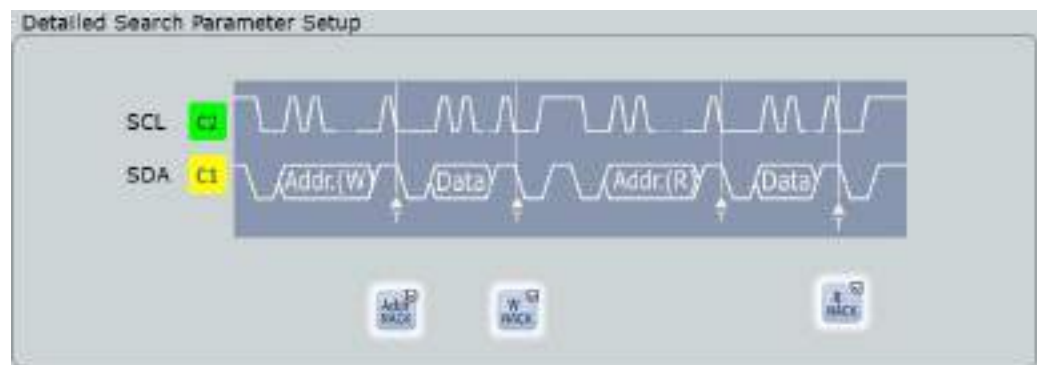 Detailed Search Parameter Setup
SCL C2
SDA C1 Addr.(W) Data Addr.(R) Data
Addr NACK
W NACK
R NACK